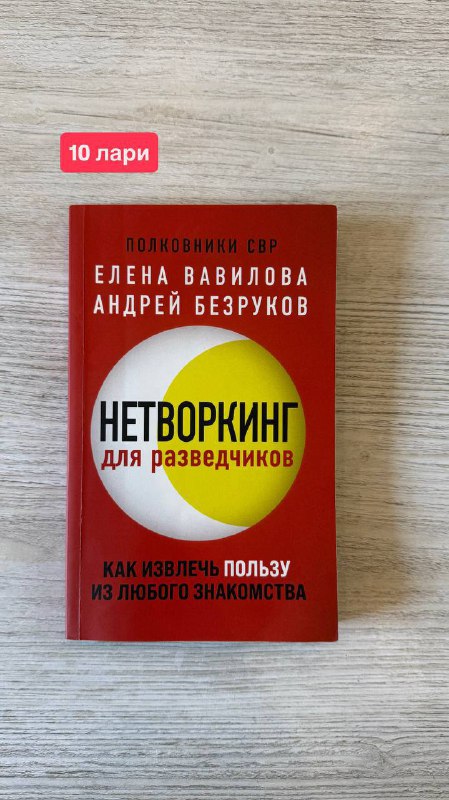 10 лари
ПОЛКОВНИКИ СВР
ЕЛЕНА ВАВИЛОВА
АНДРЕЙ БЕЗРУКОВ
НЕТВОРКИНГ
для разведчиков
КАК ИЗВЛЕЧЬ ПОЛЬЗУ
ИЗ ЛЮБОГО ЗНАКОМСТВА